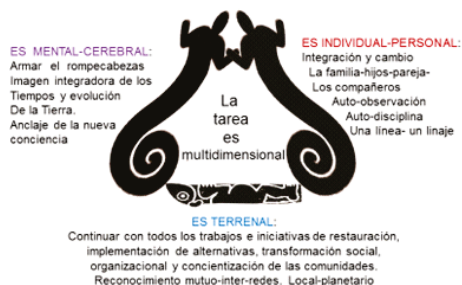 ES MENTAL-CEREBRAL:
Armar el rompecabezas
Imagen integradora de los
Tiempos y evolución
De la Tierra.
Anclaje de la nueva
conciencia
La
tarea
es
multidimensional
ES INDIVIDUAL-PERSONAL:
Integración y cambio
La familia-hijos-pareja-
Los compañeros
Auto-observación
Auto-disciplina
Una línea- un linaje
ES TERRENAL:
Continuar con todos los trabajos e iniciativas de restauración,
implementación de alternativas, transformación social,
organizacional y concientización de las comunidades.
Reconocimiento mutuo-inter-redes. Local-planetario